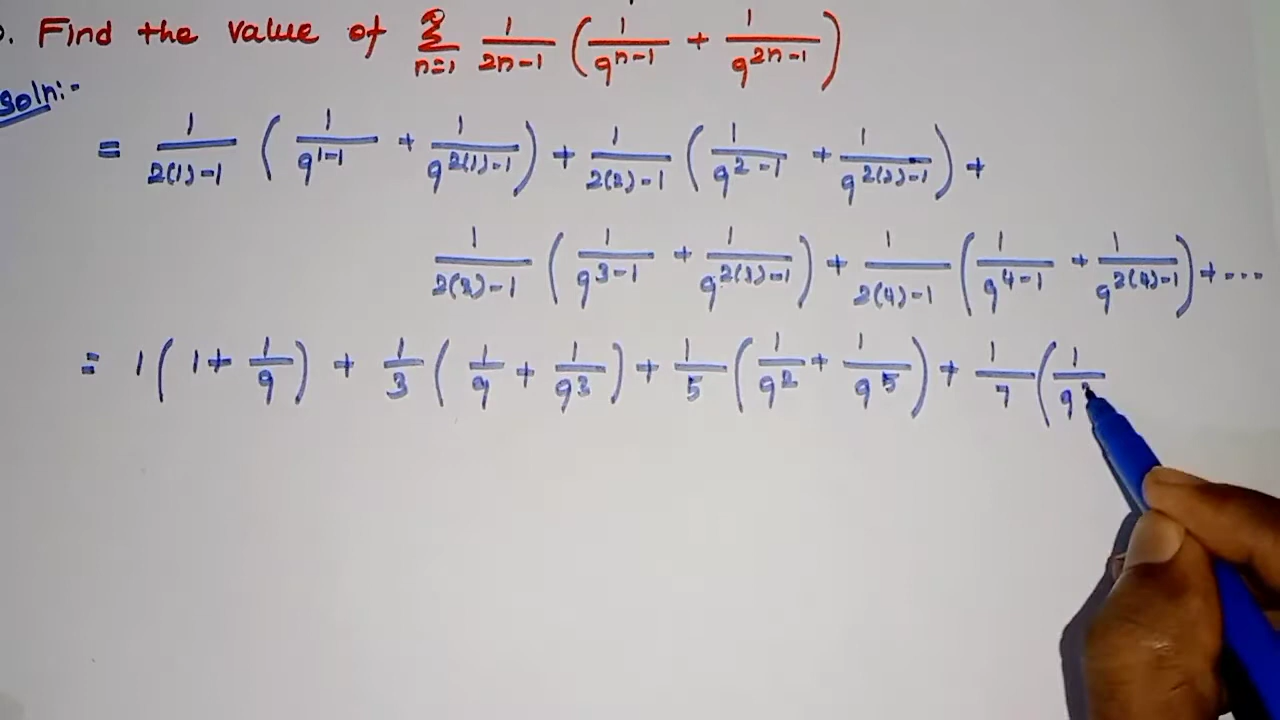 ). Find the value of ∞ Σ n=1 1/(2n-1) (1/9^(n-1) + 1/9^(2n-1))
Soln:-
= 1/(2(1)-1) (1/9^(1-1) + 1/9^(2(1)-1)) + 1/(2(2)-1) (1/9^(2-1) + 1/9^(2(2)-1)) +
1/(2(3)-1) (1/9^(3-1) + 1/9^(2(3)-1)) + 1/(2(4)-1) (1/9^(4-1) + 1/9^(2(4)-1)) + ...
= 1(1 + 1/9) + 1/3 (1/9 + 1/9^3) + 1/5 (1/9^2 + 1/9^5) + 1/7 (1/9^3